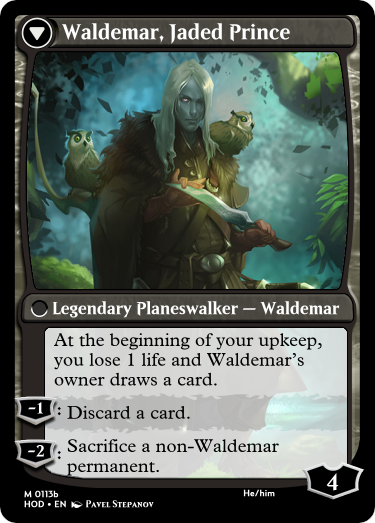 Waldemar, Jaded Prince
Legendary Planeswalker — Waldemar
At the beginning of your upkeep,
you lose 1 life and Waldemar's
owner draws a card.
-1: Discard a card.
-2: Sacrifice a non-Waldemar
permanent.
4
M 0113b
HOD • EN Pavel Stepanov
He/him